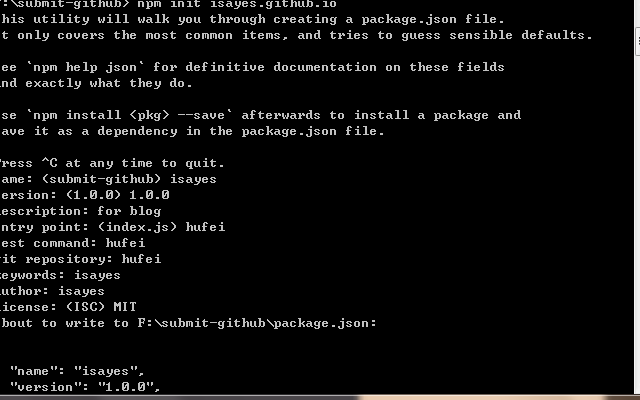 :\submit-github> npm init isayes.github.io
his utility will walk you through creating a package.json file.
t only covers the most common items, and tries to guess sensible defaults.
ee `npm help json` for definitive documentation on these fields
nd exactly what they do.
se `npm install <pkg> --save` afterwards to install a package and
ave it as a dependency in the package.json file.
ress ^C at any time to quit.
ame: (submit-github) isayes
ersion: (1.0.0) 1.0.0
escription: for blog
ntry point: (index.js) hufei
est command: hufei
it repository: hufei
eywords: isayes
uthor: isayes
icense: (ISC) MIT
bout to write to F:\submit-github\package.json:
"name": "isayes",
"version": "1.0.0",